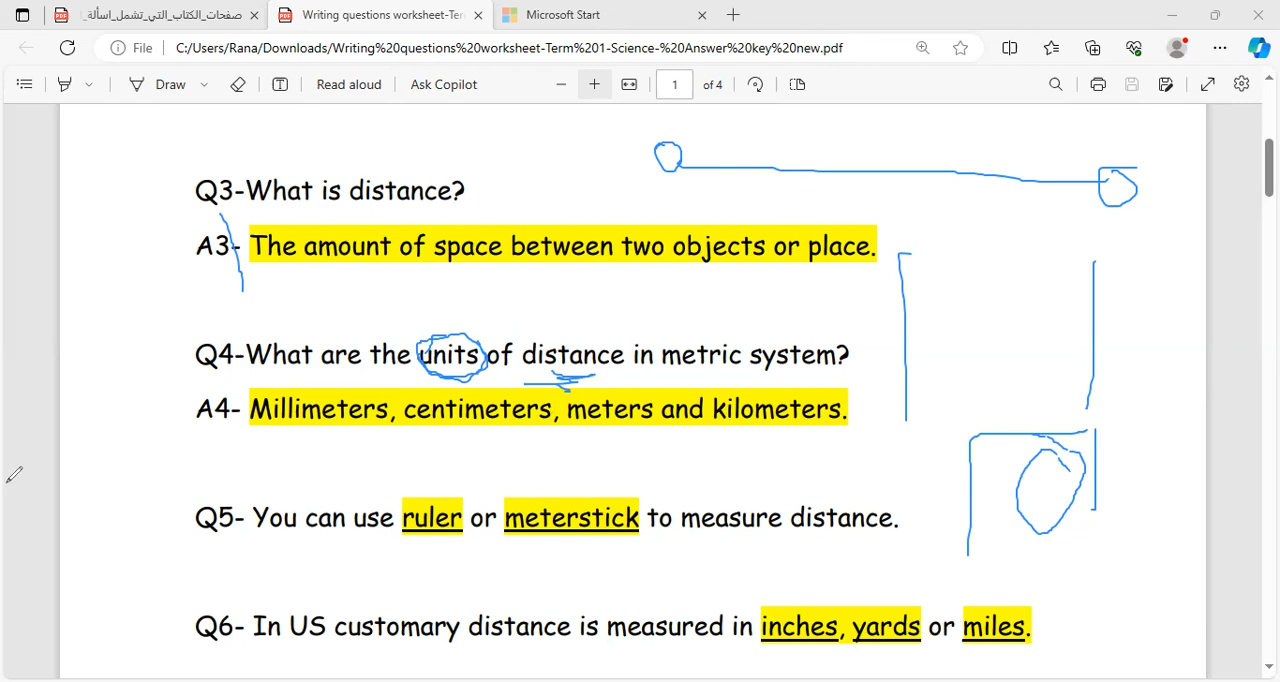 صفحات_الكتاب_التي_تشمل_اسألة_ا
Writing questions worksheet-Ter
Microsoft Start
File
C:/Users/Rana/Downloads/Writing%20questions%20worksheet-Term%201-Science-%20Answer%20key%20new.pdf
Draw
Read aloud
Ask Copilot
1
of 4
Q3-What is distance?
A3- The amount of space between two objects or place.
Q4-What are the units of distance in metric system?
A4- Millimeters, centimeters, meters and kilometers.
Q5- You can use ruler or meterstick to measure distance.
Q6- In US customary distance is measured in inches, yards or miles.